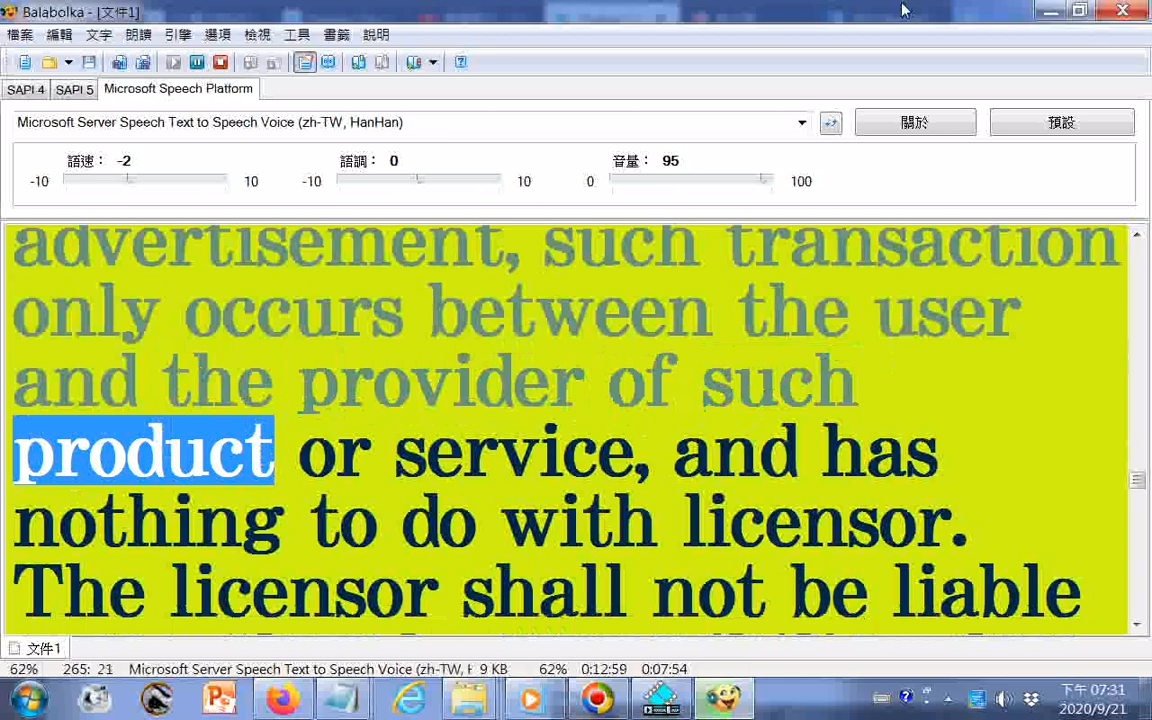 Balabolka - [文件1]
檔案 編輯 文字 朗讀 引擎 選項 檢視 工具 書籤 說明
SAPI 4 SAPI 5 Microsoft Speech Platform
Microsoft Server Speech Text to Speech Voice (zh-TW, HanHan) 關於 預設
語速： -2 語調： 0 音量： 95
-10 10 -10 10 0 100
advertisement, such transaction
only occurs between the user
and the provider of such
product or service, and has
nothing to do with licensor.
The licensor shall not be liable
文件1
62% 265: 21 Microsoft Server Speech Text to Speech Voice (zh-TW, H 9 KB 62% 0:12:59 0:07:54
下午 07:31
2020/9/21